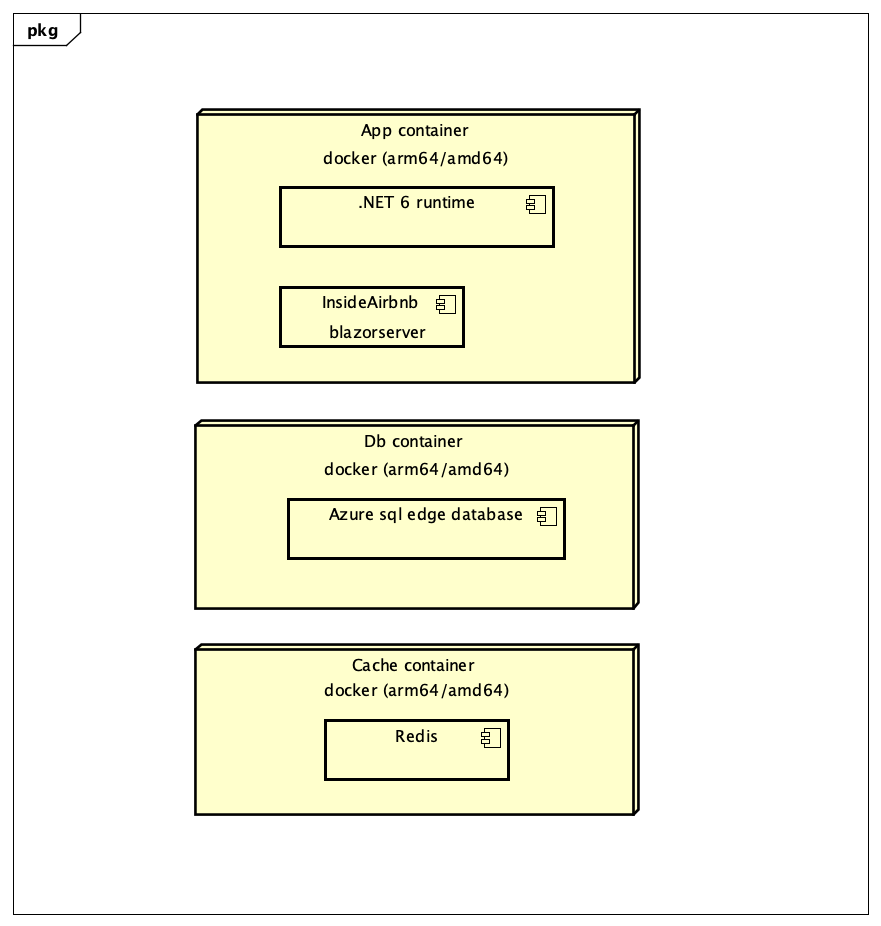 pkg
App container
docker (arm64/amd64)
.NET 6 runtime
InsideAirbnb
blazorserver
Db container
docker (arm64/amd64)
Azure sql edge database
Cache container
docker (arm64/amd64)
Redis